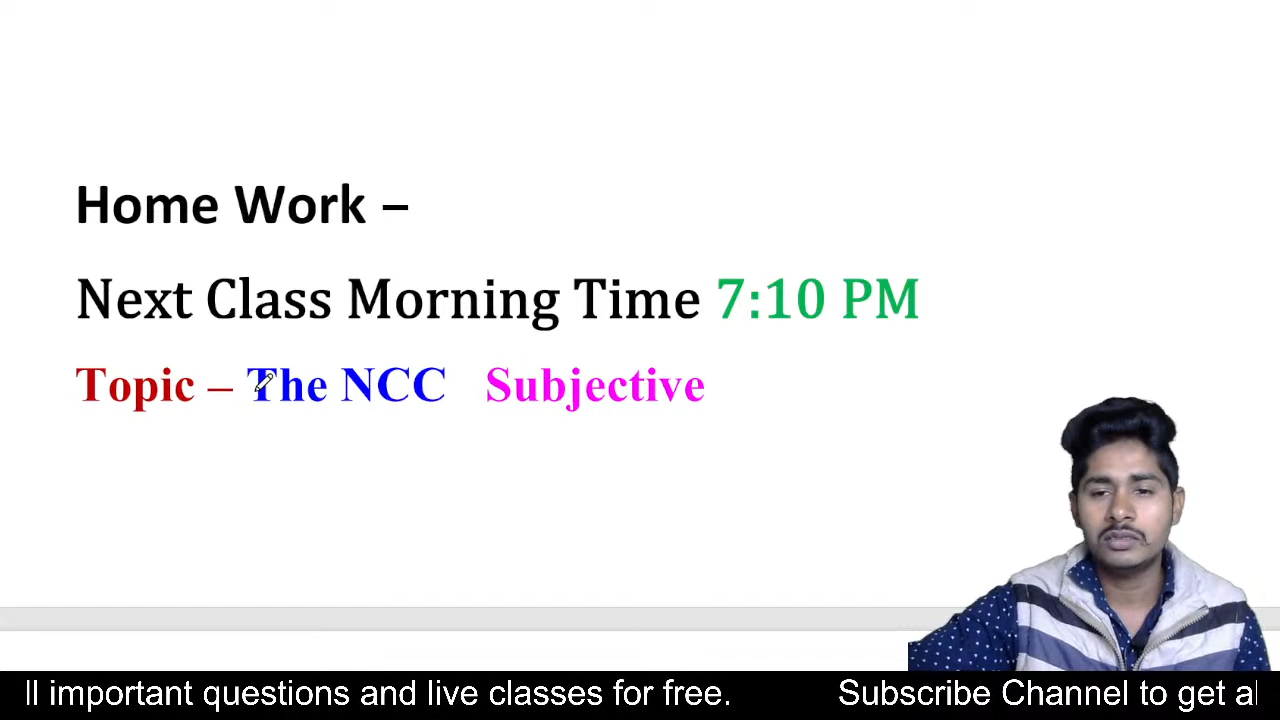 Home Work –
Next Class Morning Time 7:10 PM
Topic – The NCC Subjective
ll important questions and live classes for free. Subscribe Channel to get al